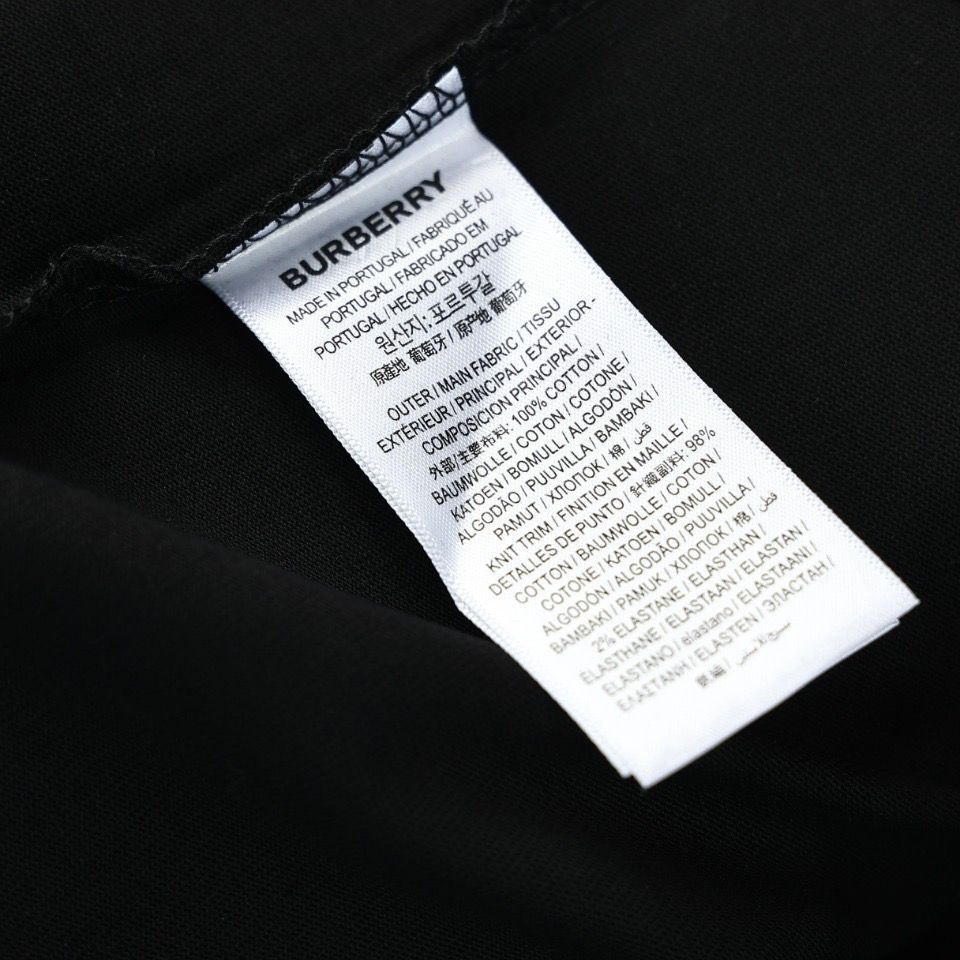 BURBERRY
MADE IN PORTUGAL / FABRIQUÉ AU
PORTUGAL / FABRICADO EM
PORTUGAL / HECHO EN PORTUGAL
원산지: 포르투갈
原產地 葡萄牙 / 原产地 葡萄牙
OUTER / MAIN FABRIC / TISSU
EXTÉRIEUR / PRINCIPAL / EXTERIOR -
COMPOSICION PRINCIPAL /
外部/主要布料: 100% COTTON /
BAUMWOLLE / COTON / COTONE /
KATOEN / BOMULL / ALGODÓN /
ALGODÃO / PUUVILLA / BAMBAKI /
PAMUT / ХЛОПОК / 棉 / قطن
KNIT TRIM / FINITION EN MAILLE /
DETALLES DE PUNTO / 針織副料: 98%
COTTON / BAUMWOLLE / COTON /
COTONE / KATOEN / BOMULL /
ALGODÓN / ALGODÃO / PUUVILLA /
BAMBAKI / PAMUK / ХЛОПОК / 棉 / قطن
2% ELASTANE / ELASTHAN /
ELASTHANE / ELASTAAN / ELASTAN
ELASTANO / elastano / ELASTAANI /
ΕΛΑΣΤΑΝΗ / ELASTEN / ЭЛАСТАН /